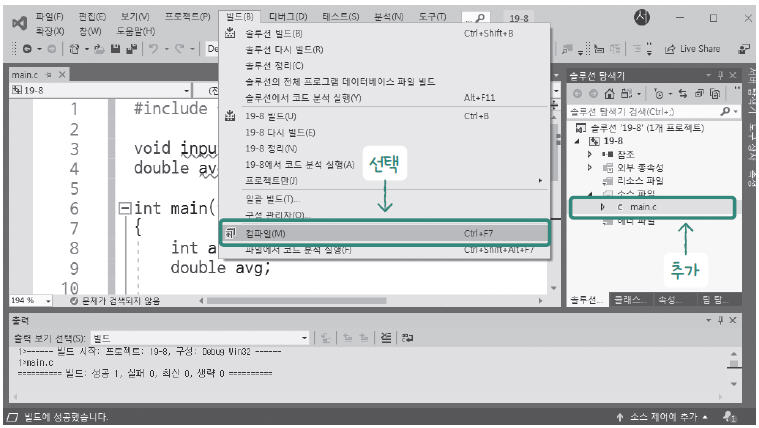 파일(F) 편집(E) 보기(V) 프로젝트(P) 빌드(B) 디버그(D) 테스트(S) 분석(N) 도구(T) ... 19-8 시
확장(X) 창(W) 도움말(H)
De
Live Share
솔루션 빌드(B) Ctrl+Shift+B
솔루션 다시 빌드(R)
솔루션 정리(C)
솔루션의 전체 프로그램 데이터베이스 파일 빌드
솔루션에서 코드 분석 실행(Y) Alt+F11
19-8 빌드(U) Ctrl+B
19-8 다시 빌드(E)
19-8 정리(N)
19-8에서 코드 분석 실행(A)
프로젝트만(J)
일괄 빌드(T)...
구성 관리자(O)...
컴파일(M) Ctrl+F7
파일에서 코드 분석 실행(F) Ctrl+Shift+Alt+F7
선택
main.c
19-8
1 #include
2
3 void inpu
4 double av
5
6 int main(
7 {
8 int a
9 double avg;
10
194 % 문제가 검색되지 않음
솔루션 탐색기
솔루션 탐색기 검색(Ctrl+;)
솔루션 '19-8' (1개 프로젝트)
19-8
참조
외부 종속성
리소스 파일
소스 파일
main.c
헤더 파일
추가
솔루션... 클래스... 속성... 팀 탐...
서버 탐색기 도구 상자 속성
출력
출력 보기 선택(S): 빌드
1>------ 빌드 시작: 프로젝트: 19-8, 구성: Debug Win32 ------
1>main.c
========== 빌드: 성공 1, 실패 0, 최신 0, 생략 0 ==========
빌드에 성공했습니다.
소스 제어에 추가
1